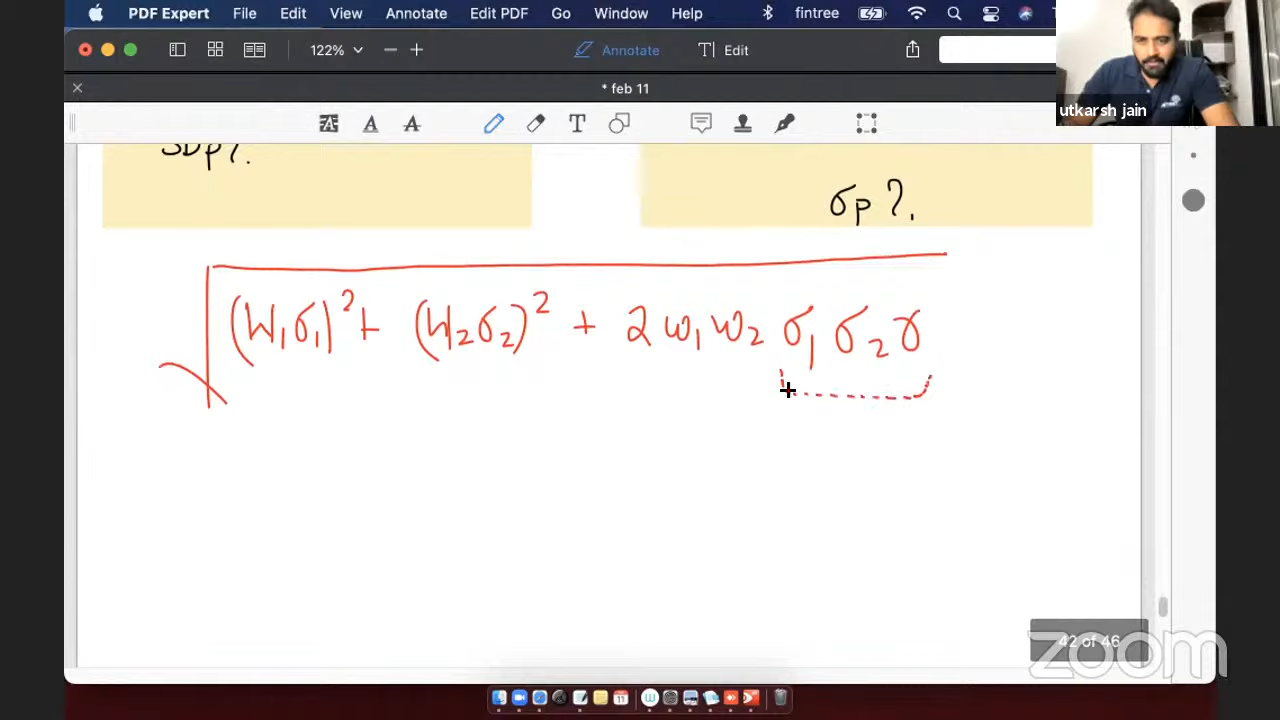 PDF Expert File Edit View Annotate Edit PDF Go Window Help fintree
122% Annotate T Edit
utkarsh jain
* feb 11
A A A T
SDp?.
σp ?.
√(W₁σ₁)² + (W₂σ₂)² + 2 w₁ w₂ σ₁ σ₂ r
42 of 46
zoom
11